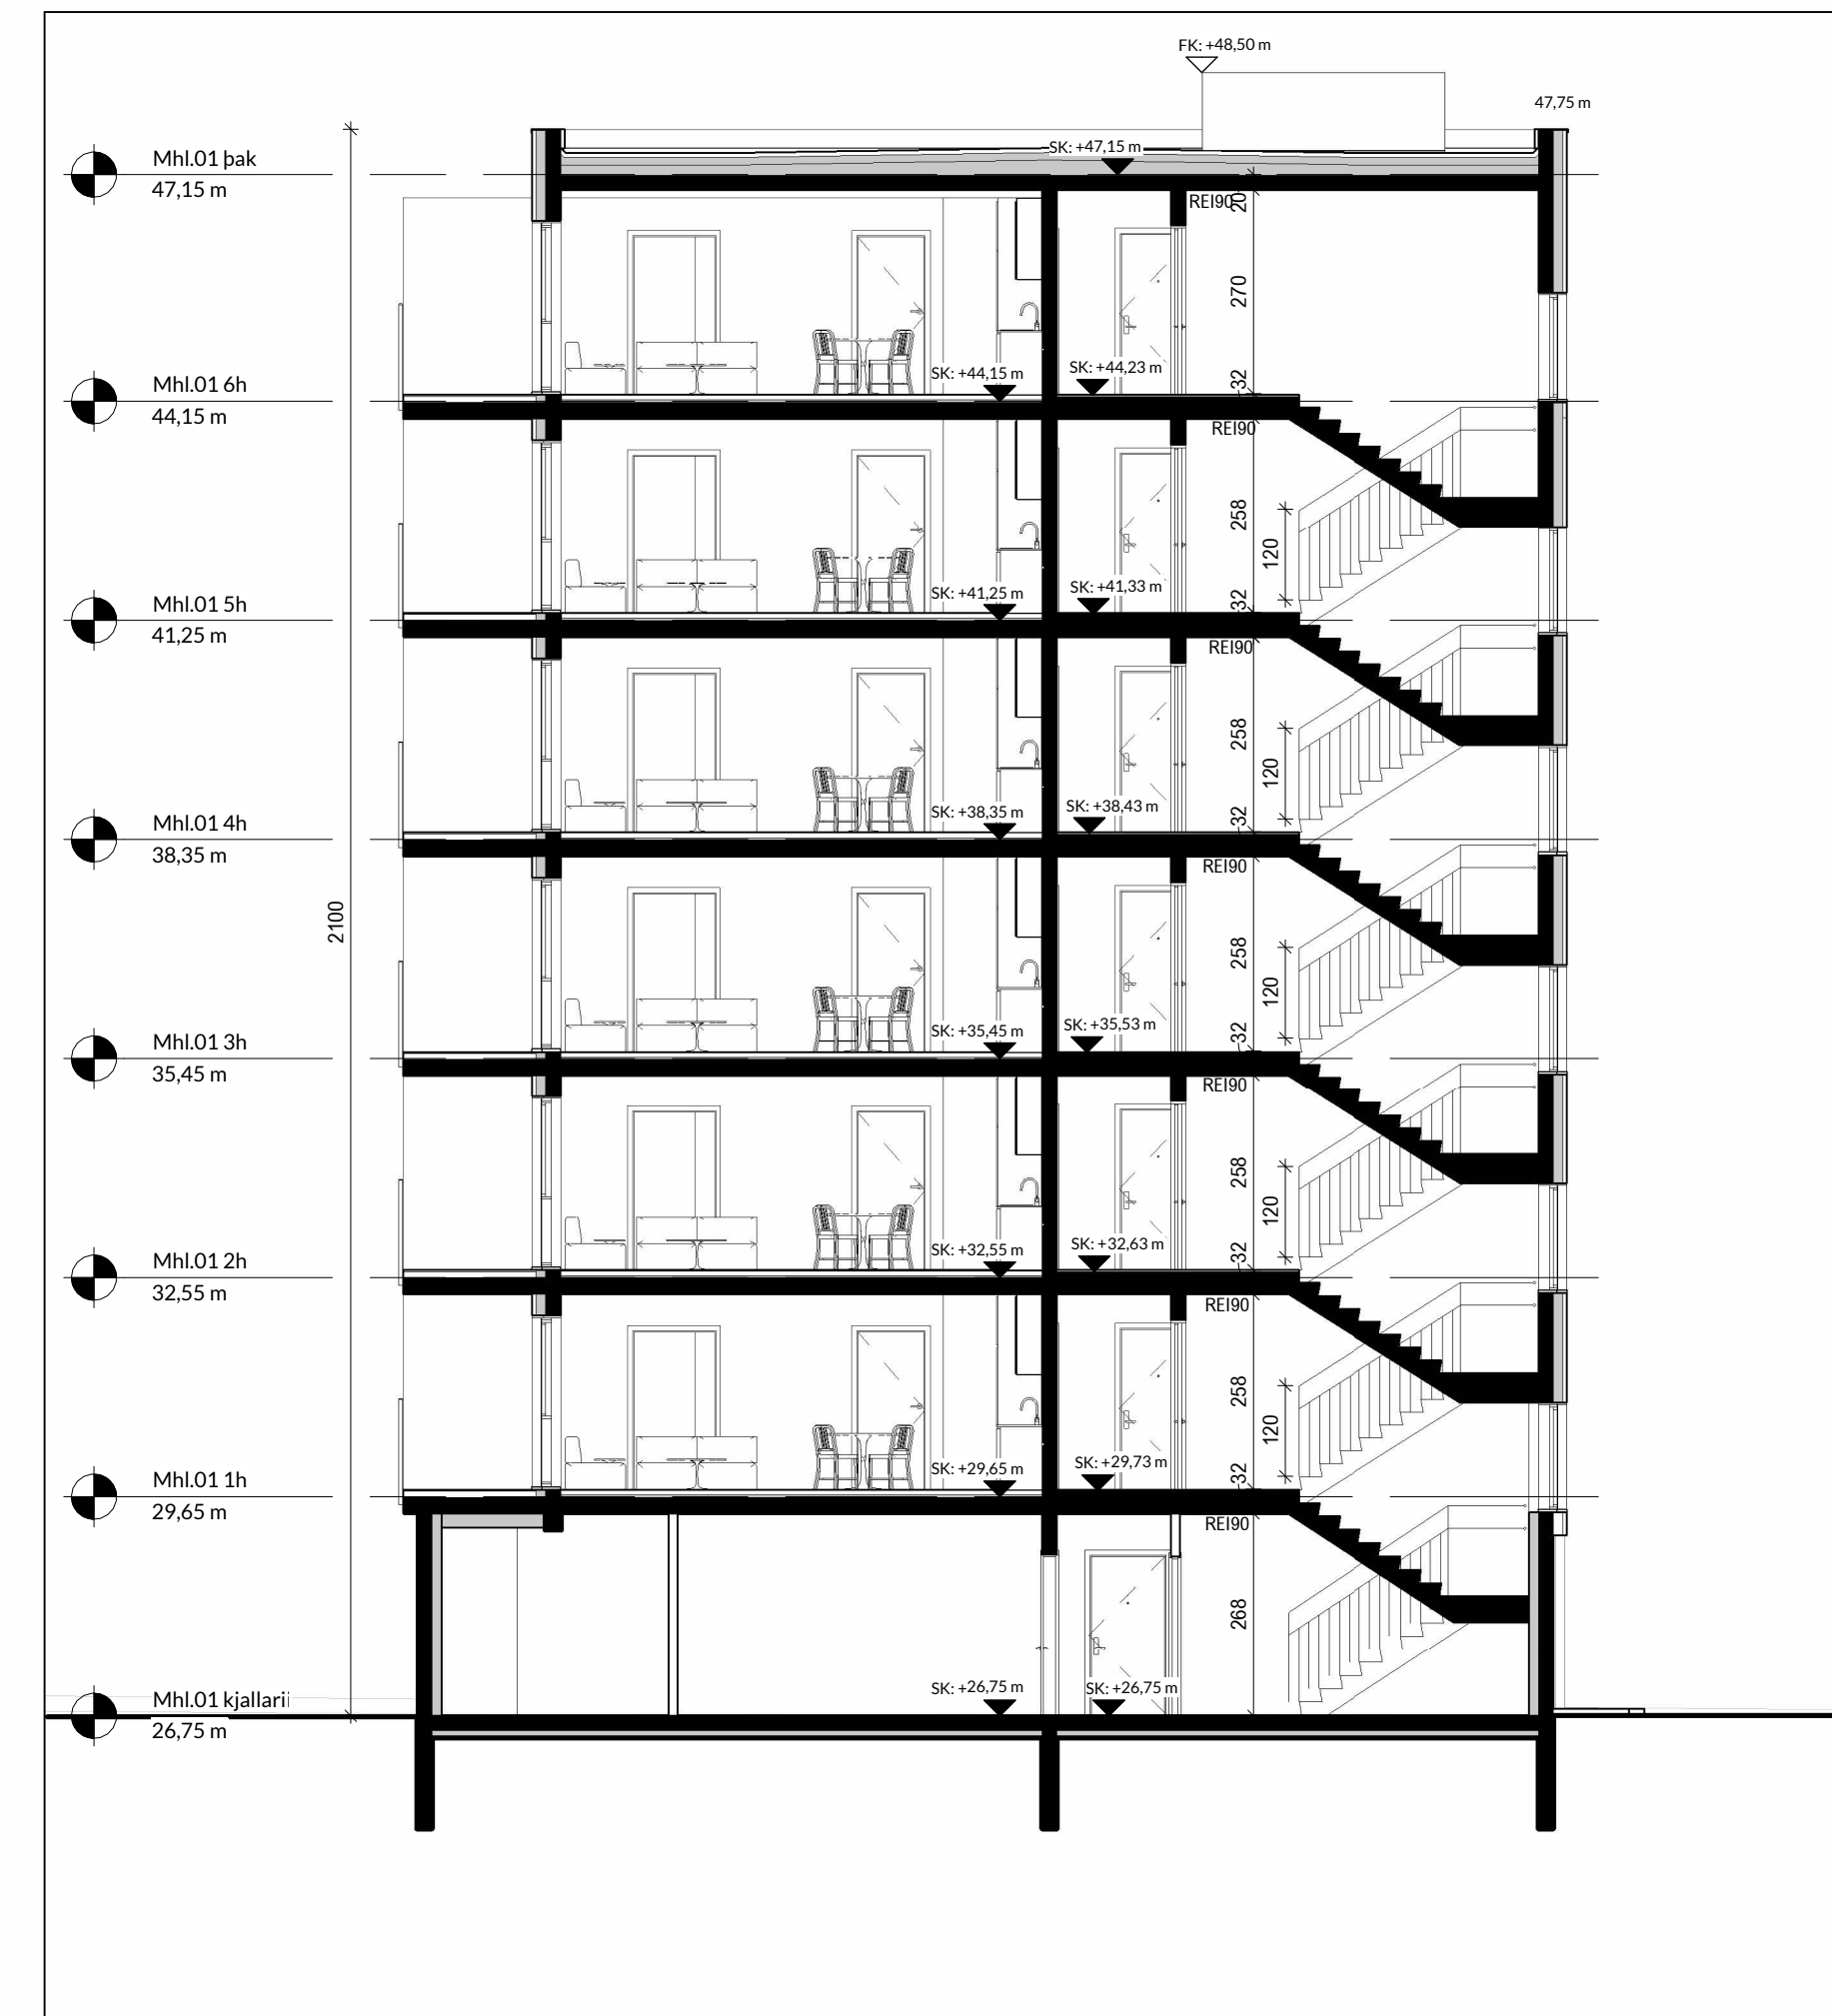 FK: +48,50 m
47,75 m
Mhl.01 þak
47,15 m
SK: +47,15 m
REI90
20
270
Mhl.01 6h
44,15 m
SK: +44,15 m
SK: +44,23 m
32
REI90
258
120
Mhl.01 5h
41,25 m
SK: +41,25 m
SK: +41,33 m
32
REI90
258
120
Mhl.01 4h
38,35 m
SK: +38,35 m
SK: +38,43 m
32
REI90
2100
258
120
Mhl.01 3h
35,45 m
SK: +35,45 m
SK: +35,53 m
32
REI90
258
120
Mhl.01 2h
32,55 m
SK: +32,55 m
SK: +32,63 m
32
REI90
258
120
Mhl.01 1h
29,65 m
SK: +29,65 m
SK: +29,73 m
32
REI90
268
Mhl.01 kjallari
26,75 m
SK: +26,75 m
SK: +26,75 m